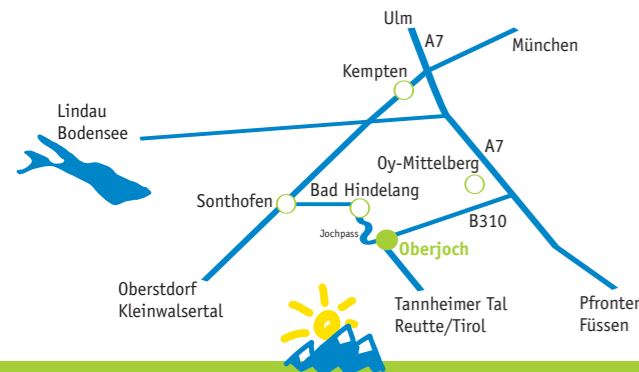 Ulm
A7
München
Kempten
Lindau
Bodensee
A7
Oy-Mittelberg
Sonthofen
Bad Hindelang
B310
Jochpass
Oberjoch
Oberstdorf
Kleinwalsertal
Tannheimer Tal
Reutte/Tirol
Pfronten
Füssen